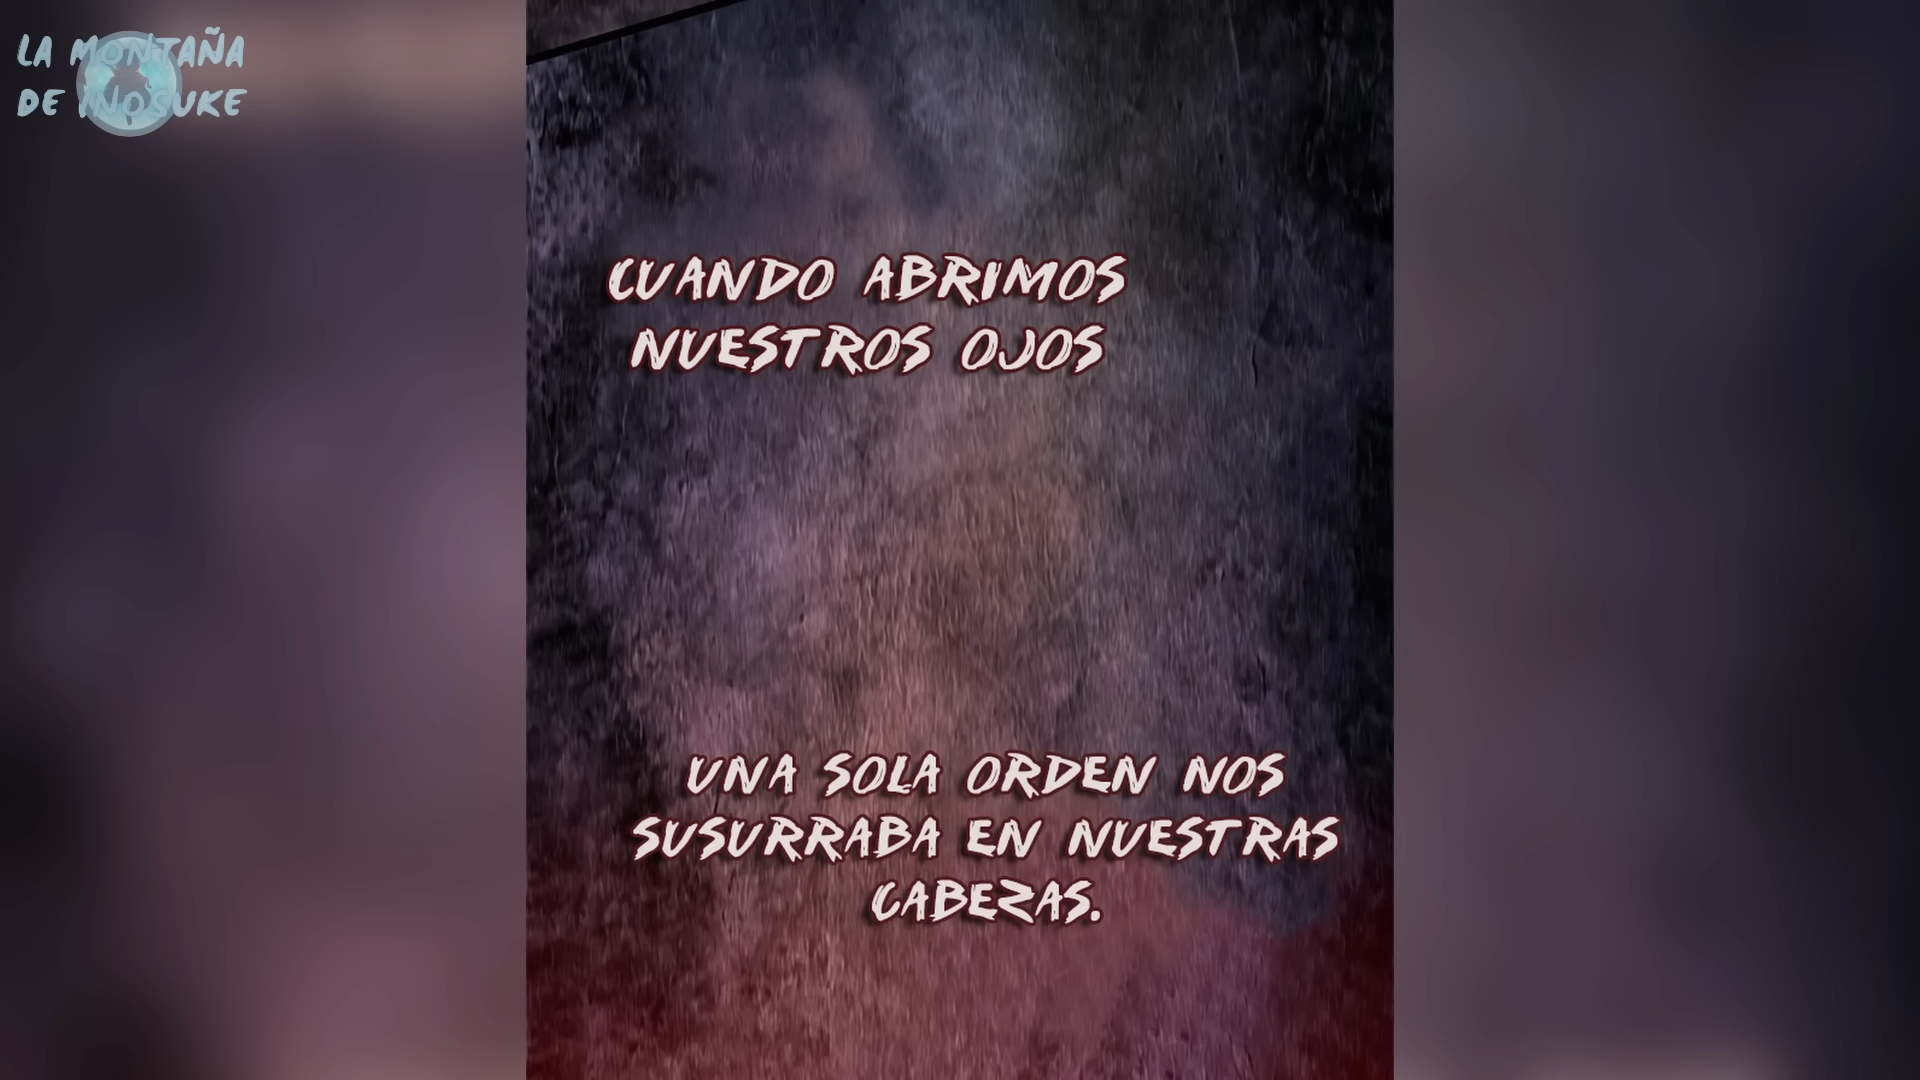 LA MONTAÑA
DE INOSUKE
CUANDO ABRIMOS
NUESTROS OJOS
UNA SOLA ORDEN NOS
SUSURRABA EN NUESTRAS
CABEZAS.